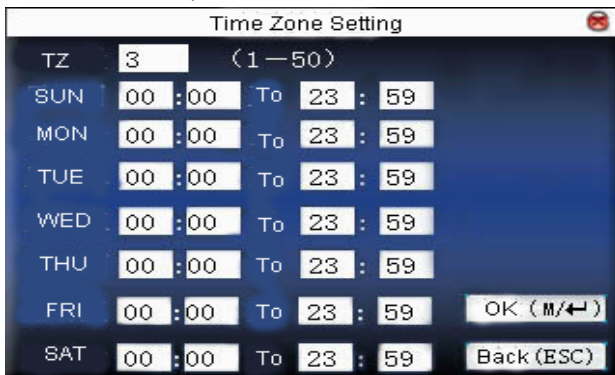 Time Zone Setting
TZ 3 (1－50)
SUN 00 :00 To 23 : 59
MON 00 :00 To 23 : 59
TUE 00 :00 To 23 : 59
WED 00 :00 To 23 : 59
THU 00 :00 To 23 : 59
FRI 00 :00 To 23 : 59 OK (M/↵)
SAT 00 :00 To 23 : 59 Back(ESC)